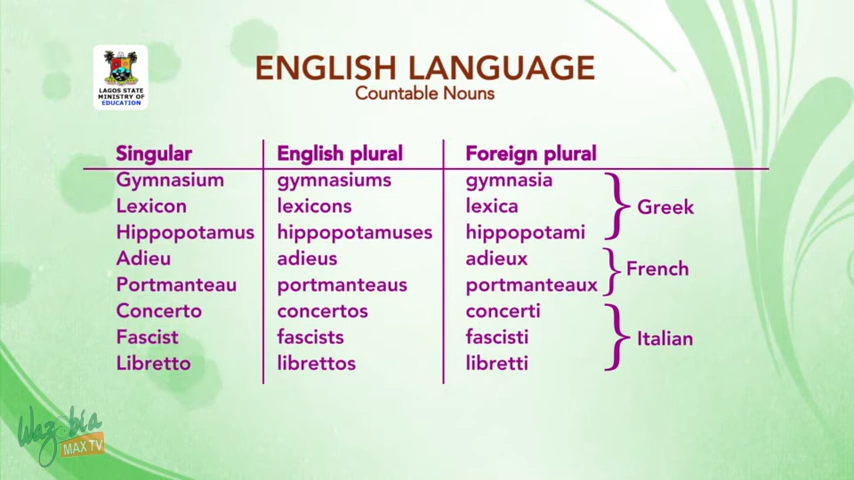 LAGOS STATE
MINISTRY OF
EDUCATION
ENGLISH LANGUAGE
Countable Nouns
Singular English plural Foreign plural
Gymnasium gymnasiums gymnasia
Lexicon lexicons lexica
Hippopotamus hippopotamuses hippopotami
Greek
Adieu adieus adieux
Portmanteau portmanteaus portmanteaux
French
Concerto concertos concerti
Fascist fascists fascisti
Libretto librettos libretti
Italian
Wazobia
MAX TV